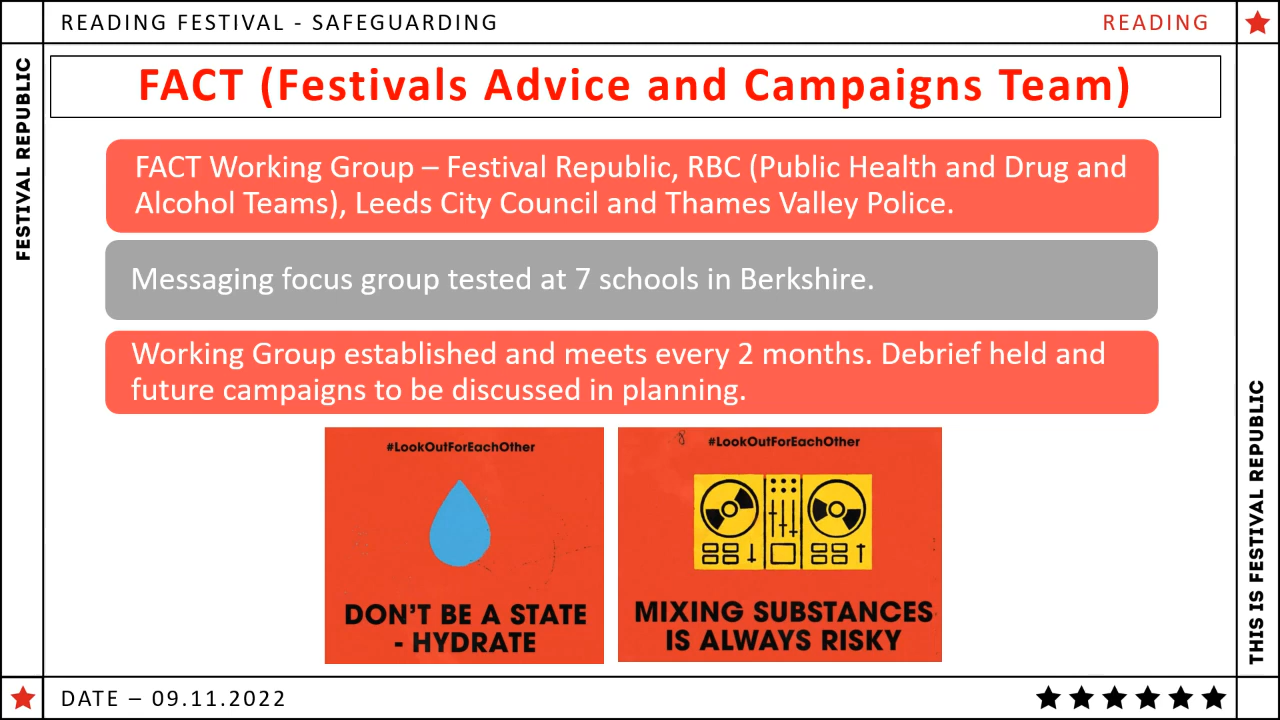 READING FESTIVAL - SAFEGUARDING
READING
FESTIVAL REPUBLIC
FACT (Festivals Advice and Campaigns Team)
FACT Working Group – Festival Republic, RBC (Public Health and Drug and
Alcohol Teams), Leeds City Council and Thames Valley Police.
Messaging focus group tested at 7 schools in Berkshire.
Working Group established and meets every 2 months. Debrief held and
future campaigns to be discussed in planning.
#LookOutForEachOther
DON'T BE A STATE
- HYDRATE
#LookOutForEachOther
MIXING SUBSTANCES
IS ALWAYS RISKY
THIS IS FESTIVAL REPUBLIC
DATE – 09.11.2022